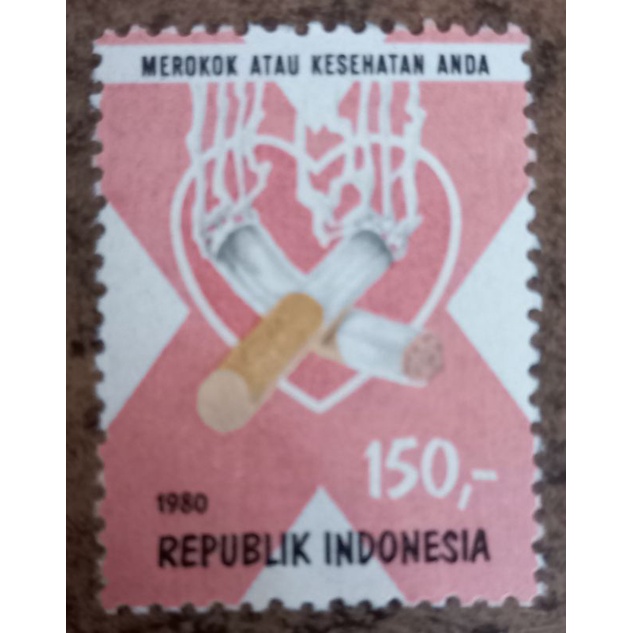 MEROKOK ATAU KESEHATAN ANDA
150,-
1980
REPUBLIK INDONESIA